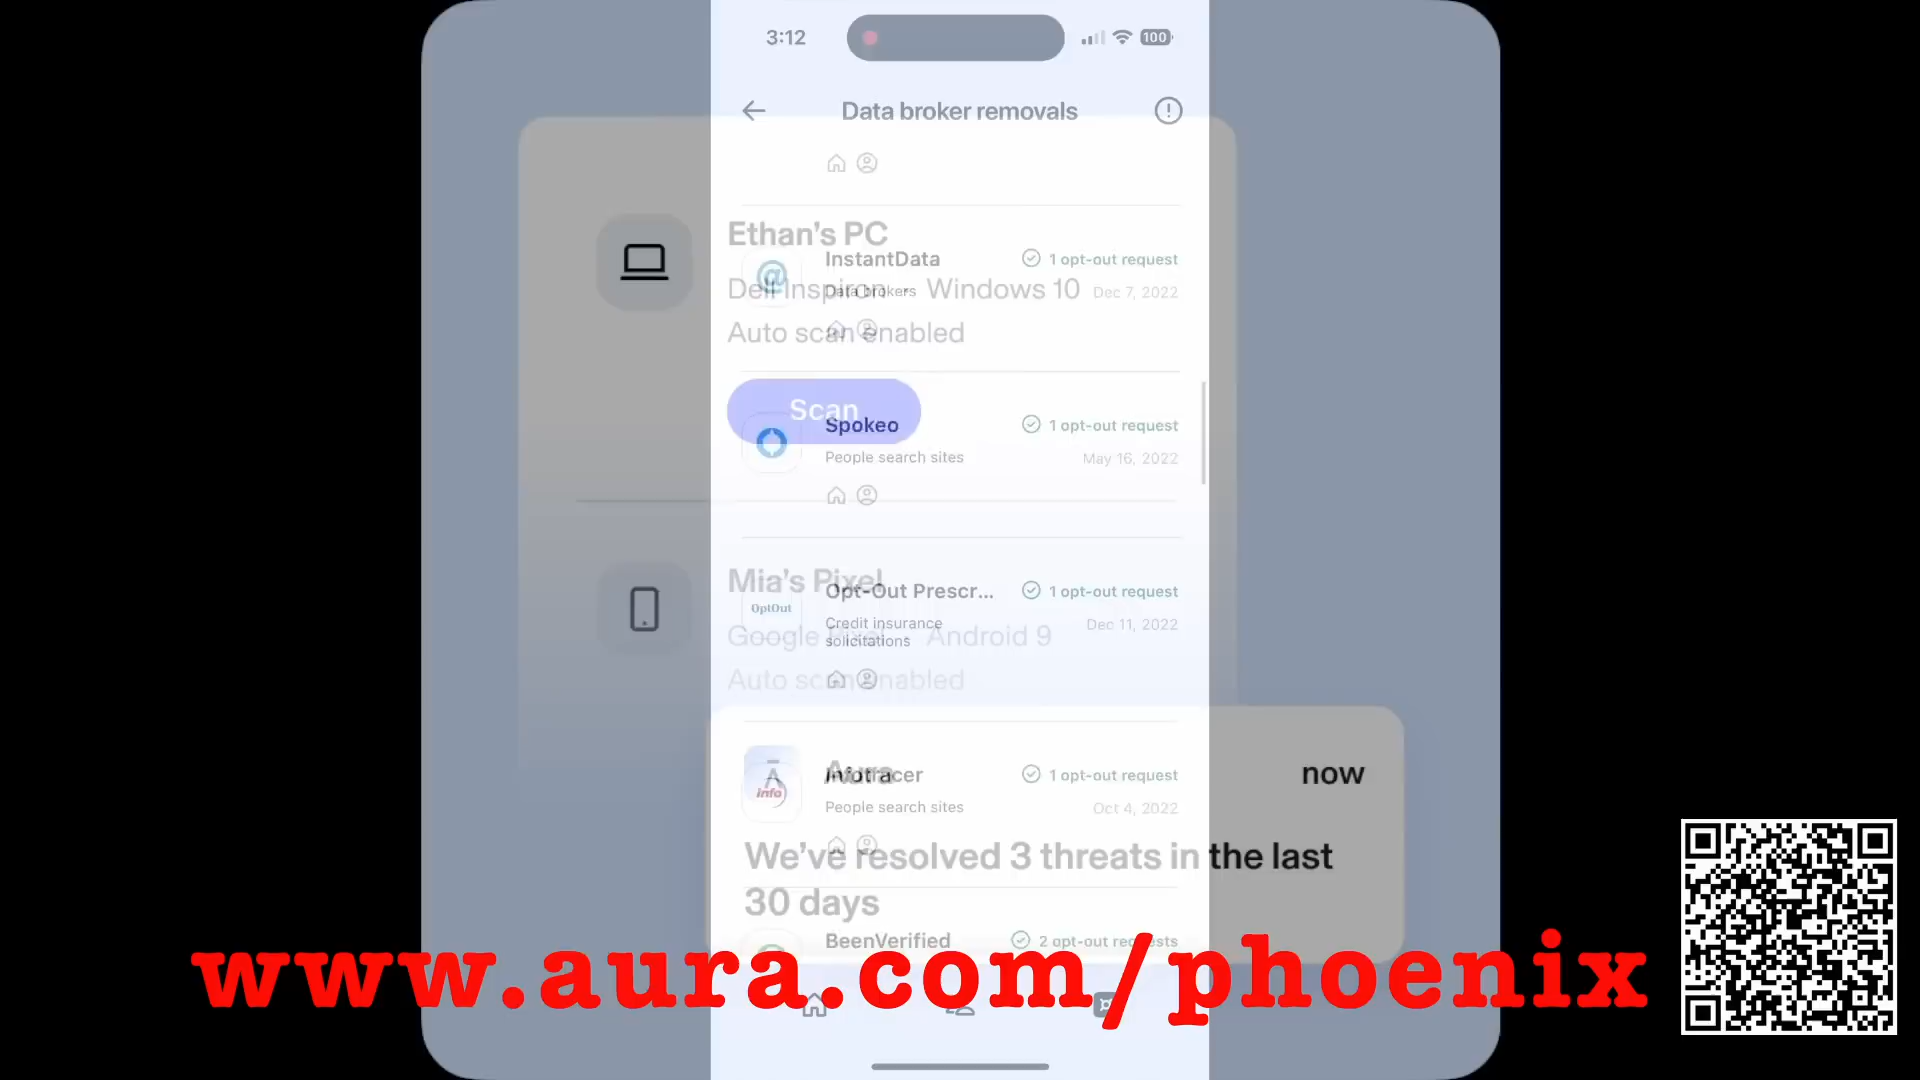 3:12
100
Data broker removals
Ethan's PC
InstantData
1 opt-out request
Dell Inspiron
Windows 10
Data brokers
Dec 7, 2022
Auto scan enabled
Scan
Spokeo
1 opt-out request
People search sites
May 16, 2022
Mia's Pixel
Opt-Out Prescr...
1 opt-out request
OptOut
Credit insurance
solicitations
Dec 11, 2022
Google Pixel
Android 9
Auto scan enabled
Aura
now
Infotracer
1 opt-out request
info
People search sites
Oct 4, 2022
We've resolved 3 threats in the last
30 days
BeenVerified
2 opt-out requests
www.aura.com/phoenix